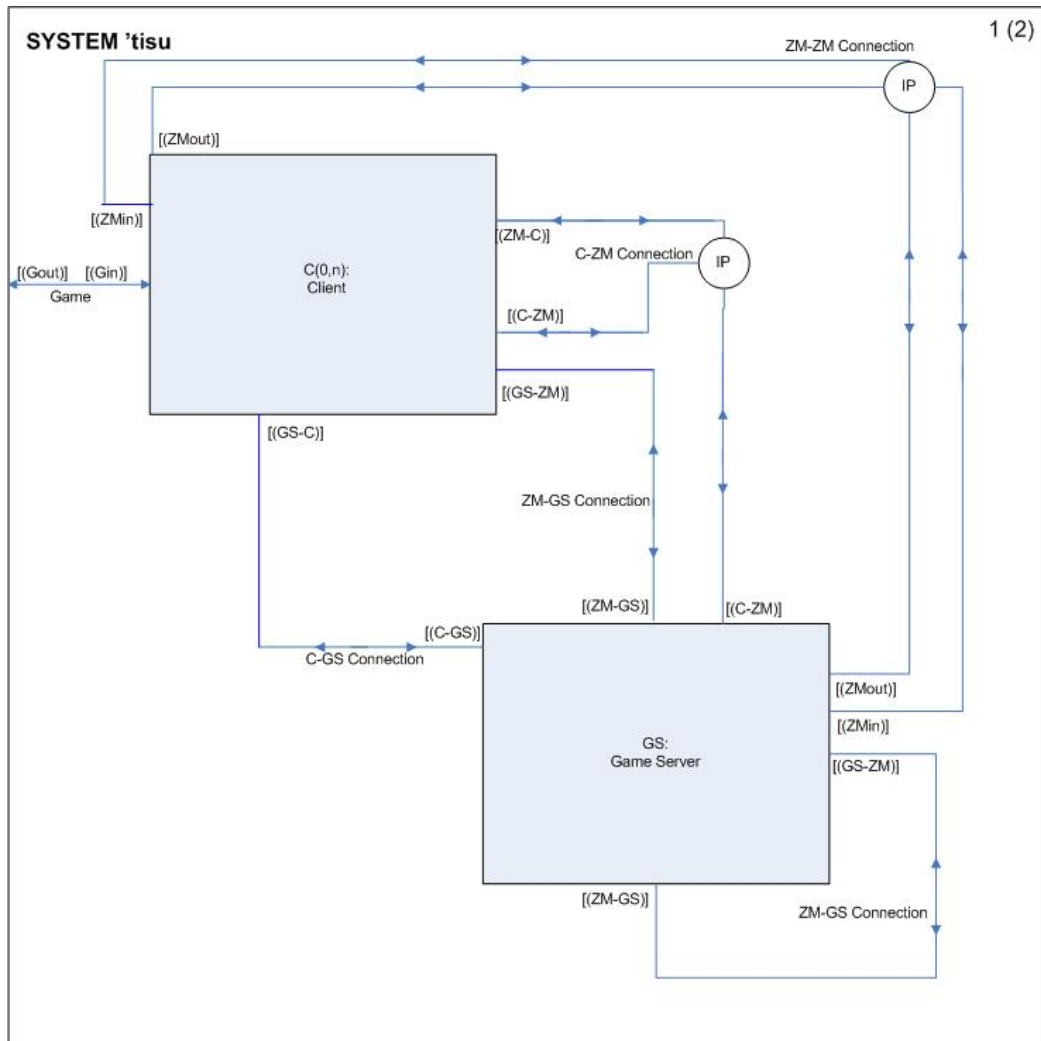 SYSTEM 'tisu
1 (2)
ZM-ZM Connection
IP
[(ZMout)]
[(ZMin)]
[(ZM-C)]
C-ZM Connection
IP
[(Gout)]
[(Gin)]
Game
C(0,n):
Client
[(C-ZM)]
[(GS-ZM)]
[(GS-C)]
ZM-GS Connection
[(ZM-GS)]
[(C-ZM)]
[(C-GS)]
C-GS Connection
[(ZMout)]
[(ZMin)]
GS:
Game Server
[(GS-ZM)]
[(ZM-GS)]
ZM-GS Connection